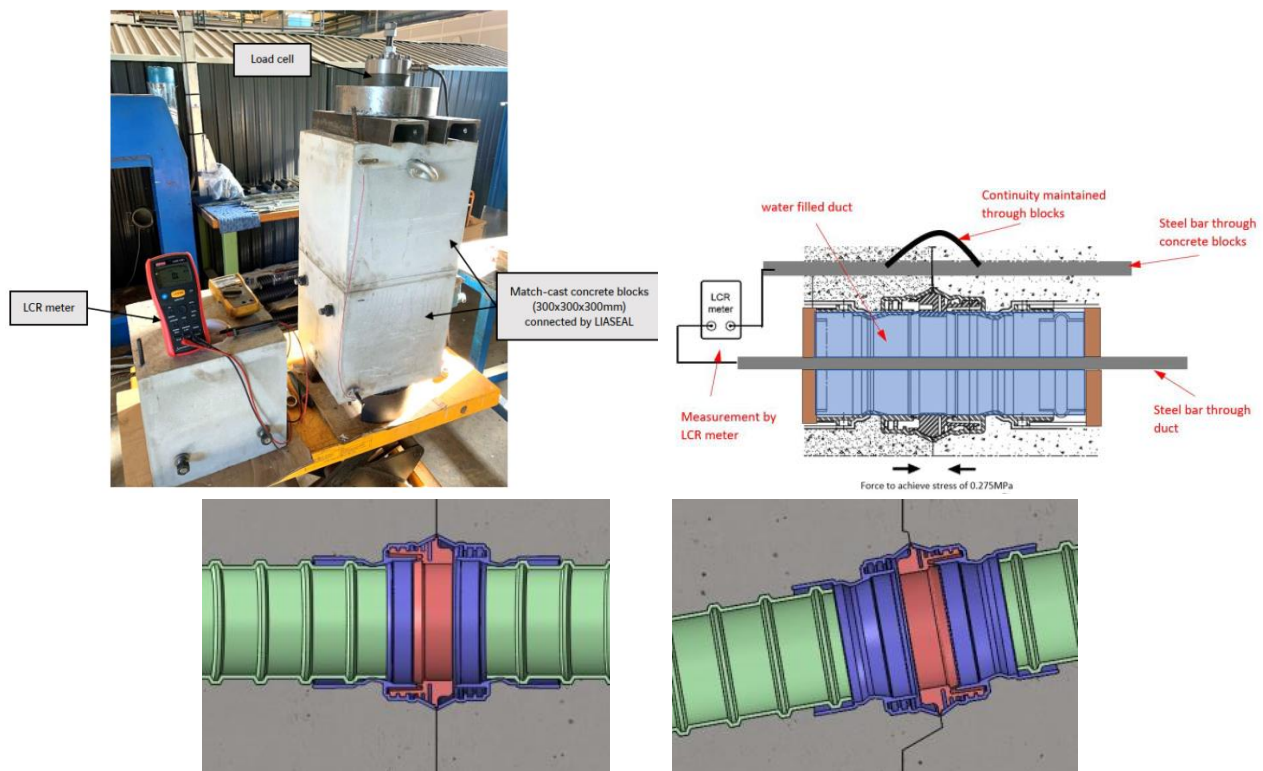 Load cell
LCR meter
Match-cast concrete blocks
(300x300x300mm)
connected by LIASEAL
water filled duct
Continuity maintained
through blocks
Steel bar through
concrete blocks
LCR
meter
Measurement by
LCR meter
Steel bar through
duct
Force to achieve stress of 0.275MPa